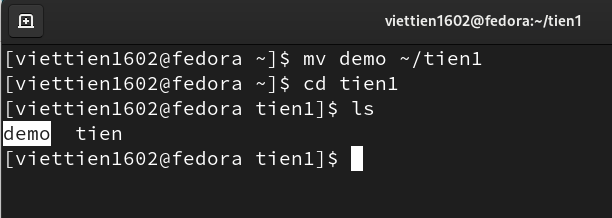 viettien1602@fedora:~/tien1
[viettien1602@fedora ~]$ mv demo ~/tien1
[viettien1602@fedora ~]$ cd tien1
[viettien1602@fedora tien1]$ ls
demo  tien
[viettien1602@fedora tien1]$